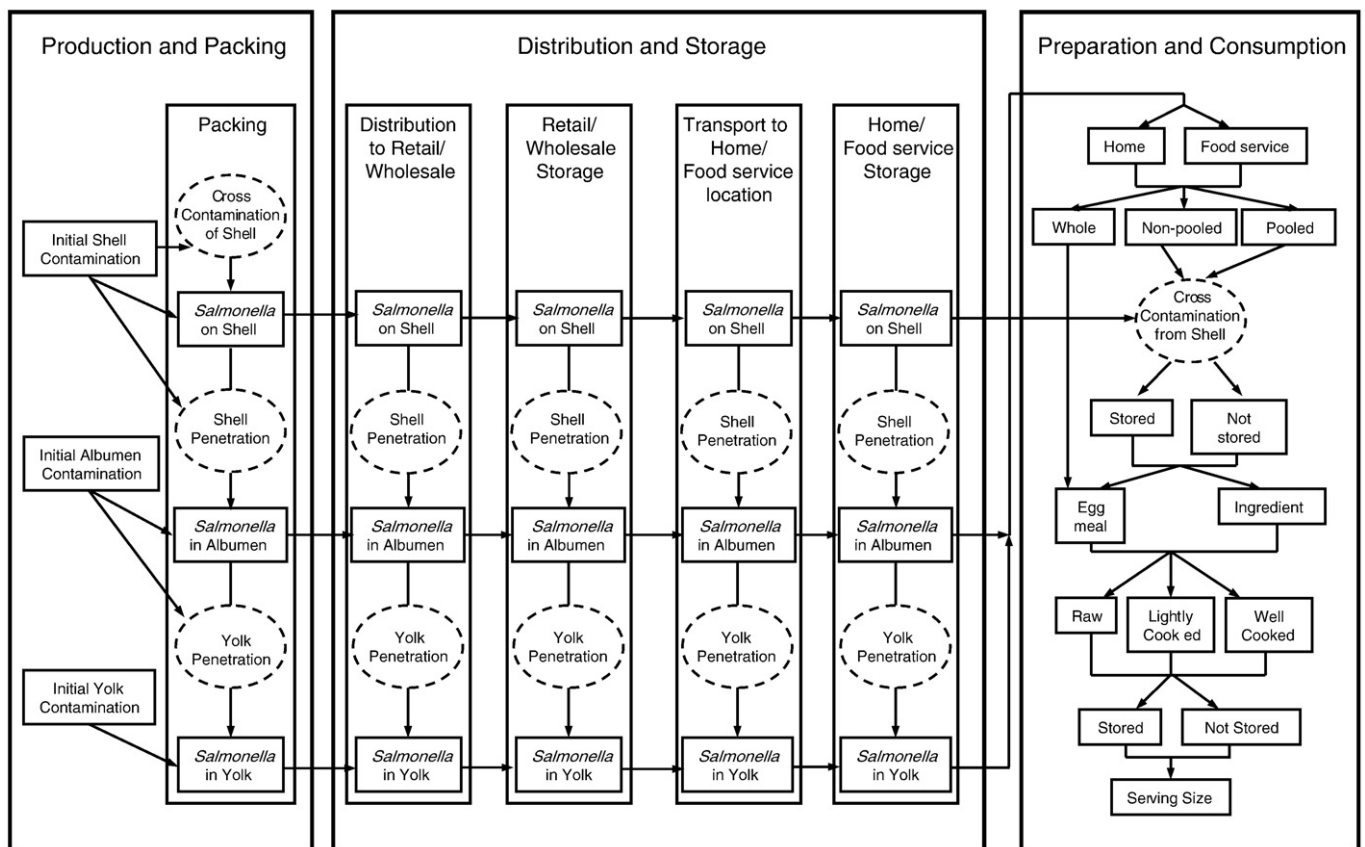 Production and Packing
Distribution and Storage
Preparation and Consumption
Packing
Cross
Contamination
of Shell
Initial Shell
Contamination
Salmonella
on Shell
Shell
Penetration
Initial Albumen
Contamination
Salmonella
in Albumen
Yolk
Penetration
Initial Yolk
Contamination
Salmonella
in Yolk
Distribution
to Retail/
Wholesale
Salmonella
on Shell
Shell
Penetration
Salmonella
in Albumen
Yolk
Penetration
Salmonella
in Yolk
Retail/
Wholesale
Storage
Salmonella
on Shell
Shell
Penetration
Salmonella
in Albumen
Yolk
Penetration
Salmonella
in Yolk
Transport to
Home/
Food service
location
Salmonella
on Shell
Shell
Penetration
Salmonella
in Albumen
Yolk
Penetration
Salmonella
in Yolk
Home/
Food service
Storage
Salmonella
on Shell
Shell
Penetration
Salmonella
in Albumen
Yolk
Penetration
Salmonella
in Yolk
Home
Food service
Whole
Non-pooled
Pooled
Cross
Contamination
from Shell
Stored
Not
stored
Egg
meal
Ingredient
Raw
Lightly
Cook ed
Well
Cooked
Stored
Not Stored
Serving Size